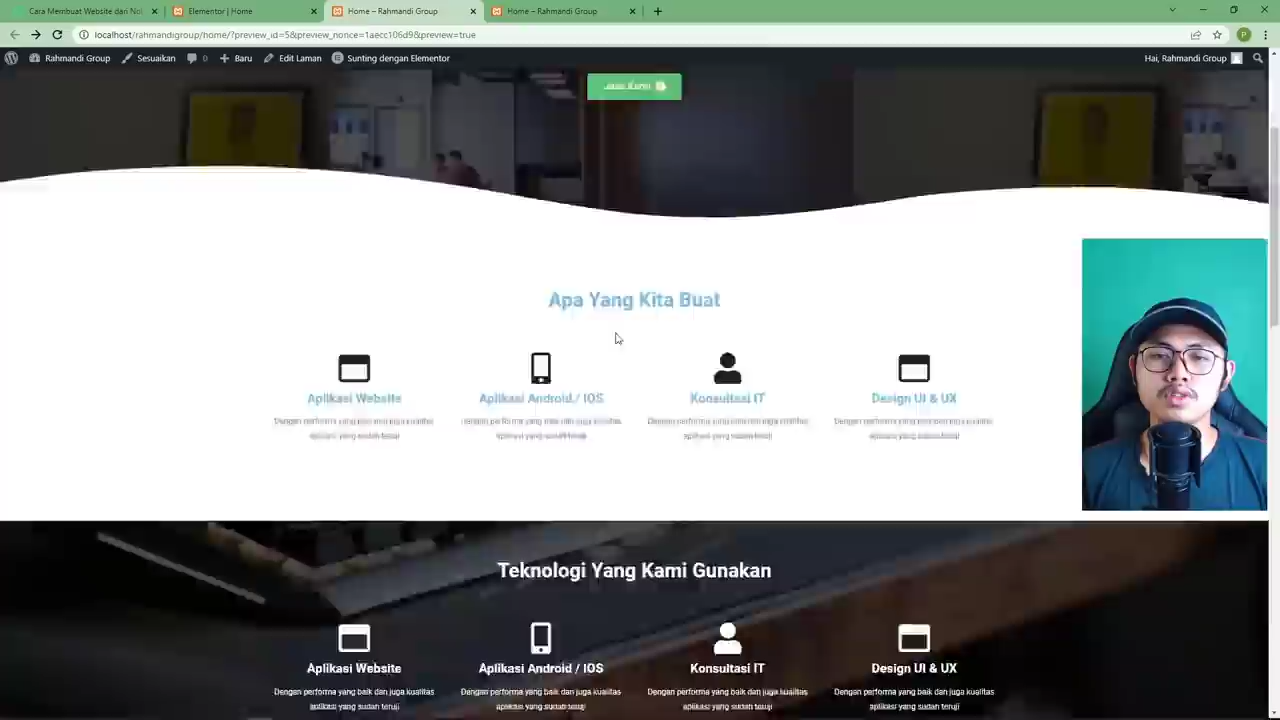 Cara Membuat Website dari Nol
Elementor | Home
Home – Rahmandi Group
Home – Rahmandi Group
localhost/rahmandigroup/home/?preview_id=5&preview_nonce=1aecc106d9&preview=true
P
Rahmandi Group
Sesuaikan
0
Baru
Edit Laman
Sunting dengan Elementor
Hai, Rahmandi Group
Apa Yang Kita Buat
Aplikasi Website
Aplikasi Android / IOS
Konsultasi IT
Design UI & UX
Dengan performa yang baik dan juga kualitas
aplikasi yang sudah teruji
Dengan performa yang baik dan juga kualitas
aplikasi yang sudah teruji
Dengan performa yang baik dan juga kualitas
aplikasi yang sudah teruji
Dengan performa yang baik dan juga kualitas
aplikasi yang sudah teruji
Teknologi Yang Kami Gunakan
Aplikasi Website
Aplikasi Android / IOS
Konsultasi IT
Design UI & UX
Dengan performa yang baik dan juga kualitas
aplikasi yang sudah teruji
Dengan performa yang baik dan juga kualitas
aplikasi yang sudah teruji
Dengan performa yang baik dan juga kualitas
aplikasi yang sudah teruji
Dengan performa yang baik dan juga kualitas
aplikasi yang sudah teruji